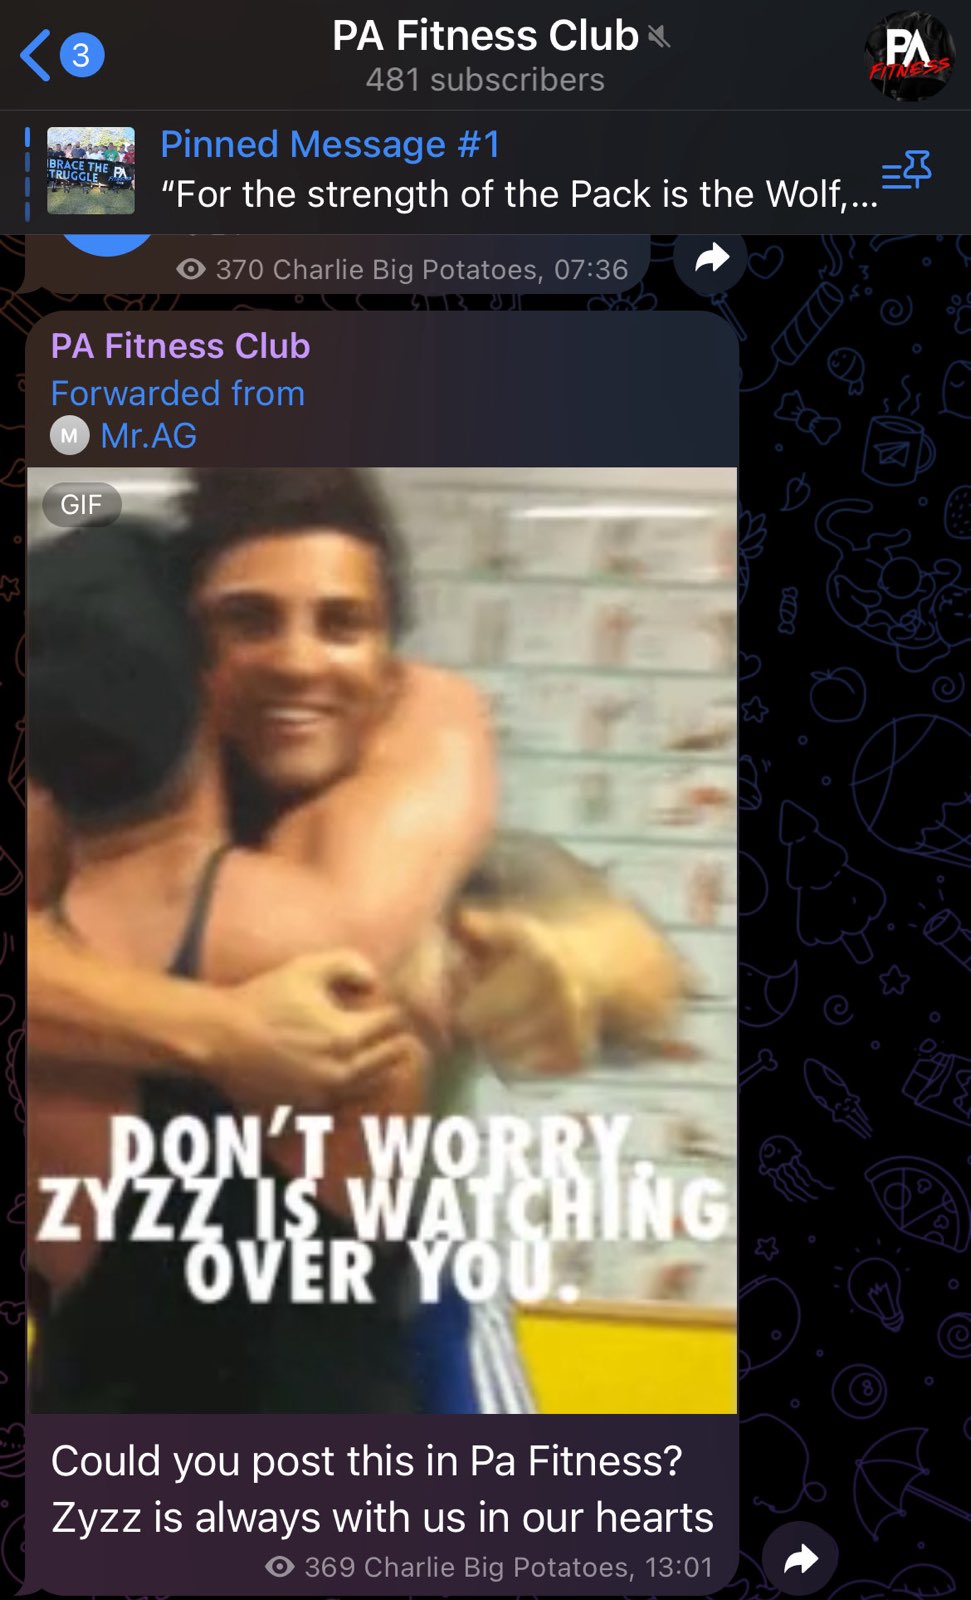 3
PA Fitness Club
481 subscribers
PA
FITNESS
BRACE THE
TRUGGLE
PA
Pinned Message #1
“For the strength of the Pack is the Wolf,...
370 Charlie Big Potatoes, 07:36
PA Fitness Club
Forwarded from
M Mr.AG
GIF
DON'T WORRY.
ZYZZ IS WATCHING
OVER YOU.
Could you post this in Pa Fitness?
Zyzz is always with us in our hearts
369 Charlie Big Potatoes, 13:01
8